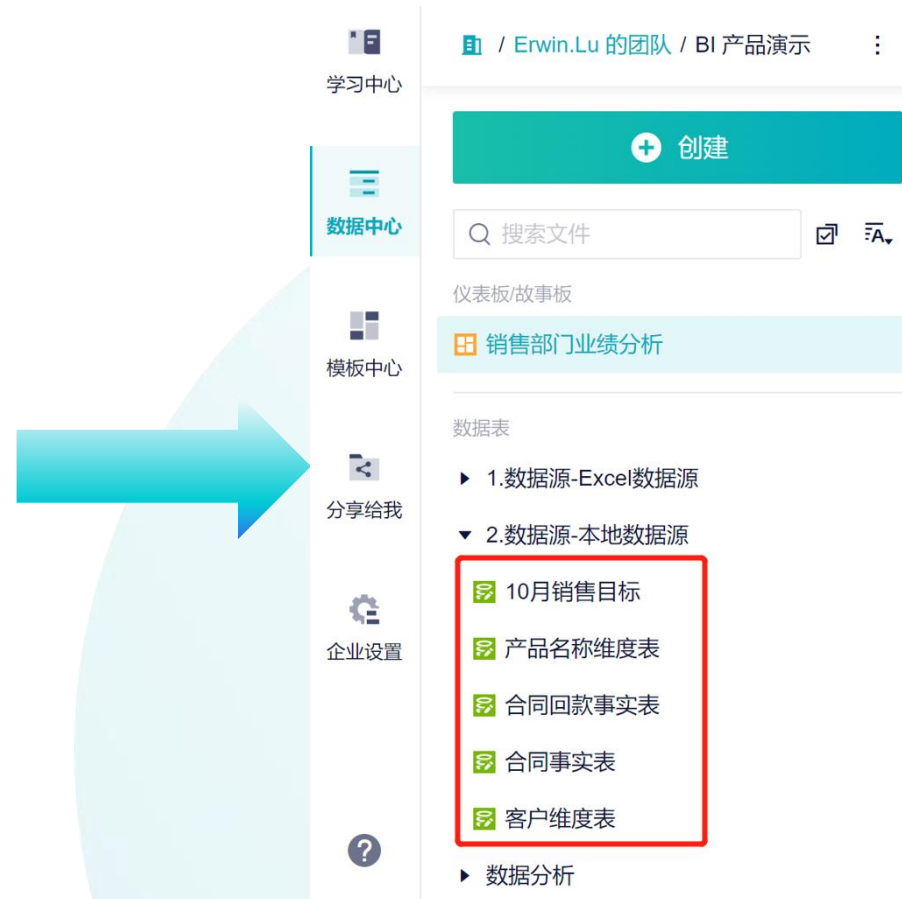 学习中心
数据中心
模板中心
分享给我
企业设置
/ Erwin.Lu 的团队 / BI 产品演示
创建
搜索文件
仪表板/故事板
销售部门业绩分析
数据表
1.数据源-Excel数据源
2.数据源-本地数据源
10月销售目标
产品名称维度表
合同回款事实表
合同事实表
客户维度表
数据分析